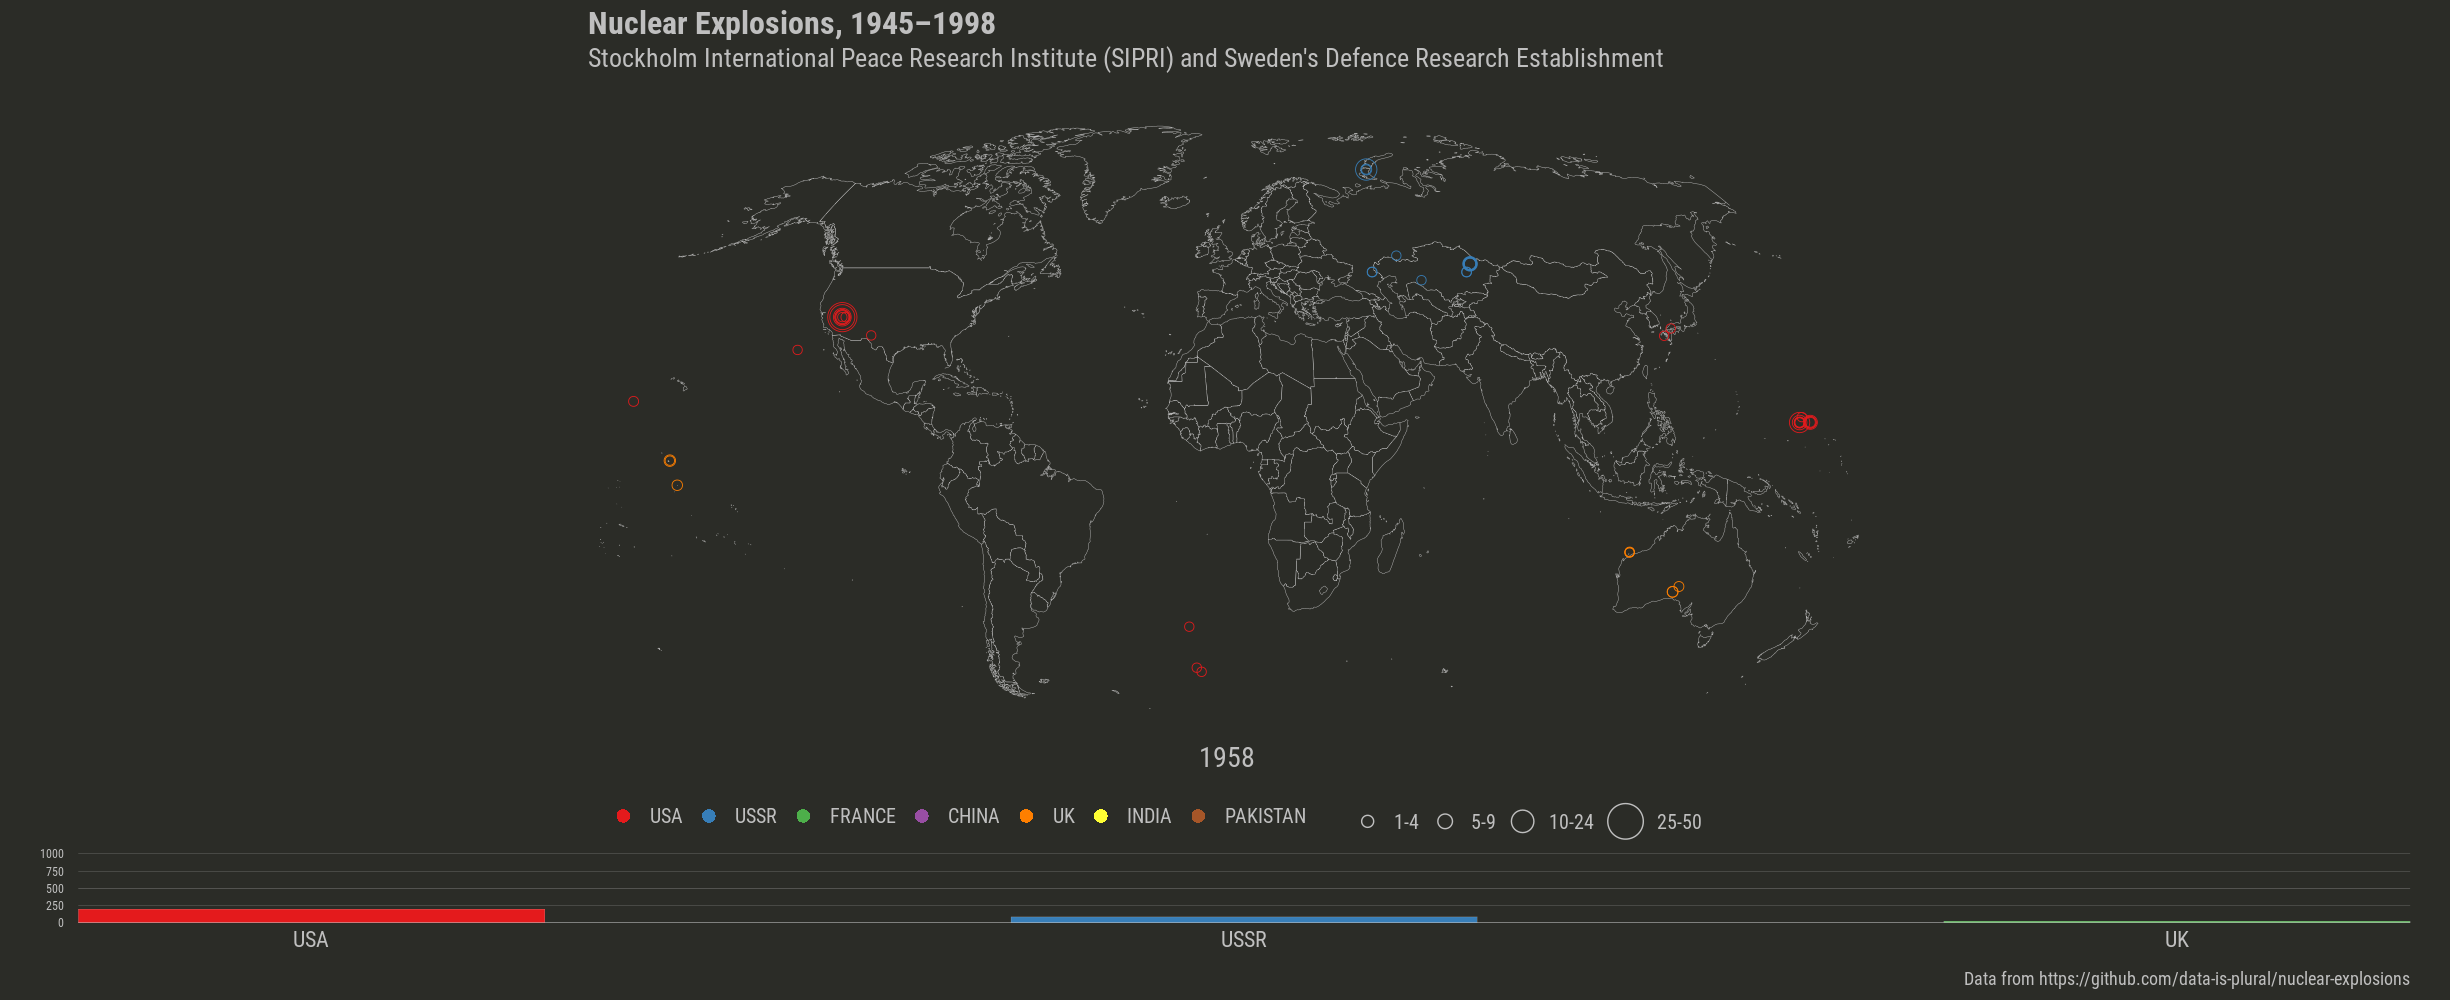 Nuclear Explosions, 1945–1998
Stockholm International Peace Research Institute (SIPRI) and Sweden's Defence Research Establishment
1958
USA USSR FRANCE CHINA UK INDIA PAKISTAN 1-4 5-9 10-24 25-50
1000
750
500
250
0
USA USSR UK
Data from https://github.com/data-is-plural/nuclear-explosions